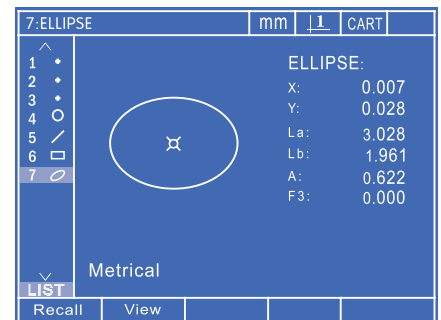 7:ELLIPSE mm 1 CART
ELLIPSE:
1
2
3
4
5
6
7
X: 0.007
Y: 0.028
La: 3.028
Lb: 1.961
A: 0.622
F3: 0.000
Metrical
LIST
Recall View